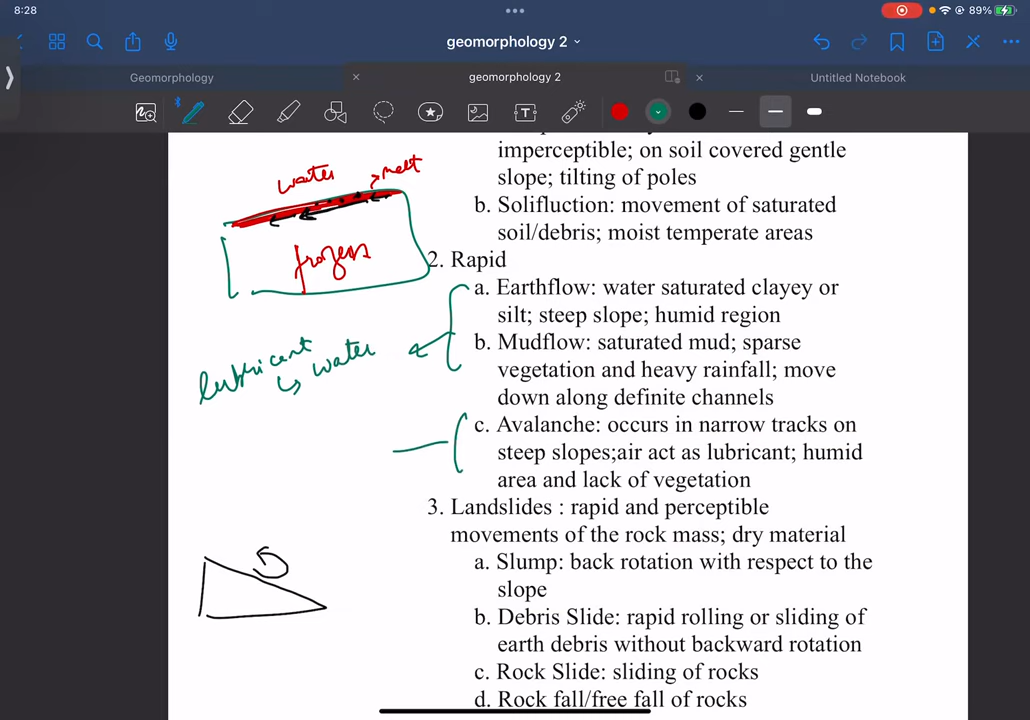 8:28
89%
geomorphology 2
Geomorphology
geomorphology 2
Untitled Notebook
imperceptible; on soil covered gentle
slope; tilting of poles
b. Solifluction: movement of saturated
soil/debris; moist temperate areas
2. Rapid
a. Earthflow: water saturated clayey or
silt; steep slope; humid region
b. Mudflow: saturated mud; sparse
vegetation and heavy rainfall; move
down along definite channels
c. Avalanche: occurs in narrow tracks on
steep slopes;air act as lubricant; humid
area and lack of vegetation
3. Landslides : rapid and perceptible
movements of the rock mass; dry material
a. Slump: back rotation with respect to the
slope
b. Debris Slide: rapid rolling or sliding of
earth debris without backward rotation
c. Rock Slide: sliding of rocks
d. Rock fall/free fall of rocks
water
melt
frozen
lubricant
water